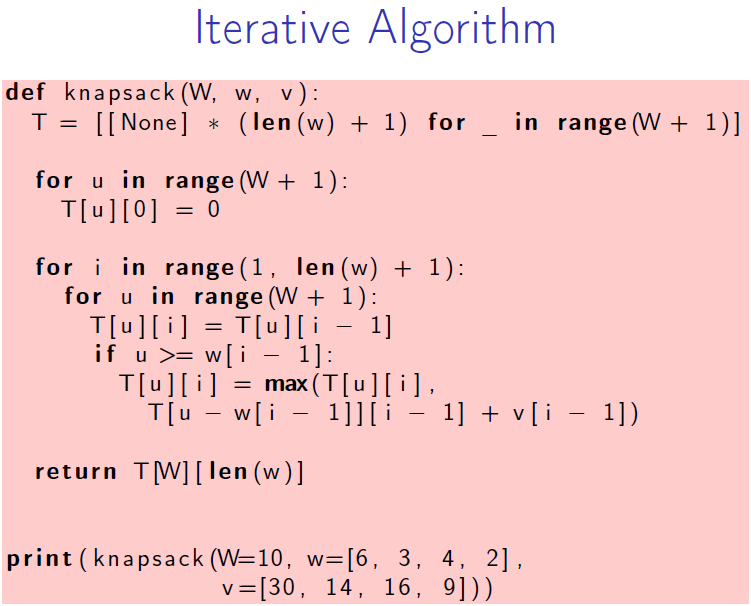 Iterative Algorithm
def knapsack(W, w, v):
  T = [[None] * (len(w) + 1) for _ in range(W + 1)]

  for u in range(W + 1):
    T[u][0] = 0

  for i in range(1, len(w) + 1):
    for u in range(W + 1):
      T[u][i] = T[u][i − 1]
      if u >= w[i − 1]:
        T[u][i] = max(T[u][i],
          T[u − w[i − 1]][i − 1] + v[i − 1])

  return T[W][len(w)]


print(knapsack(W=10, w=[6, 3, 4, 2],
               v=[30, 14, 16, 9]))